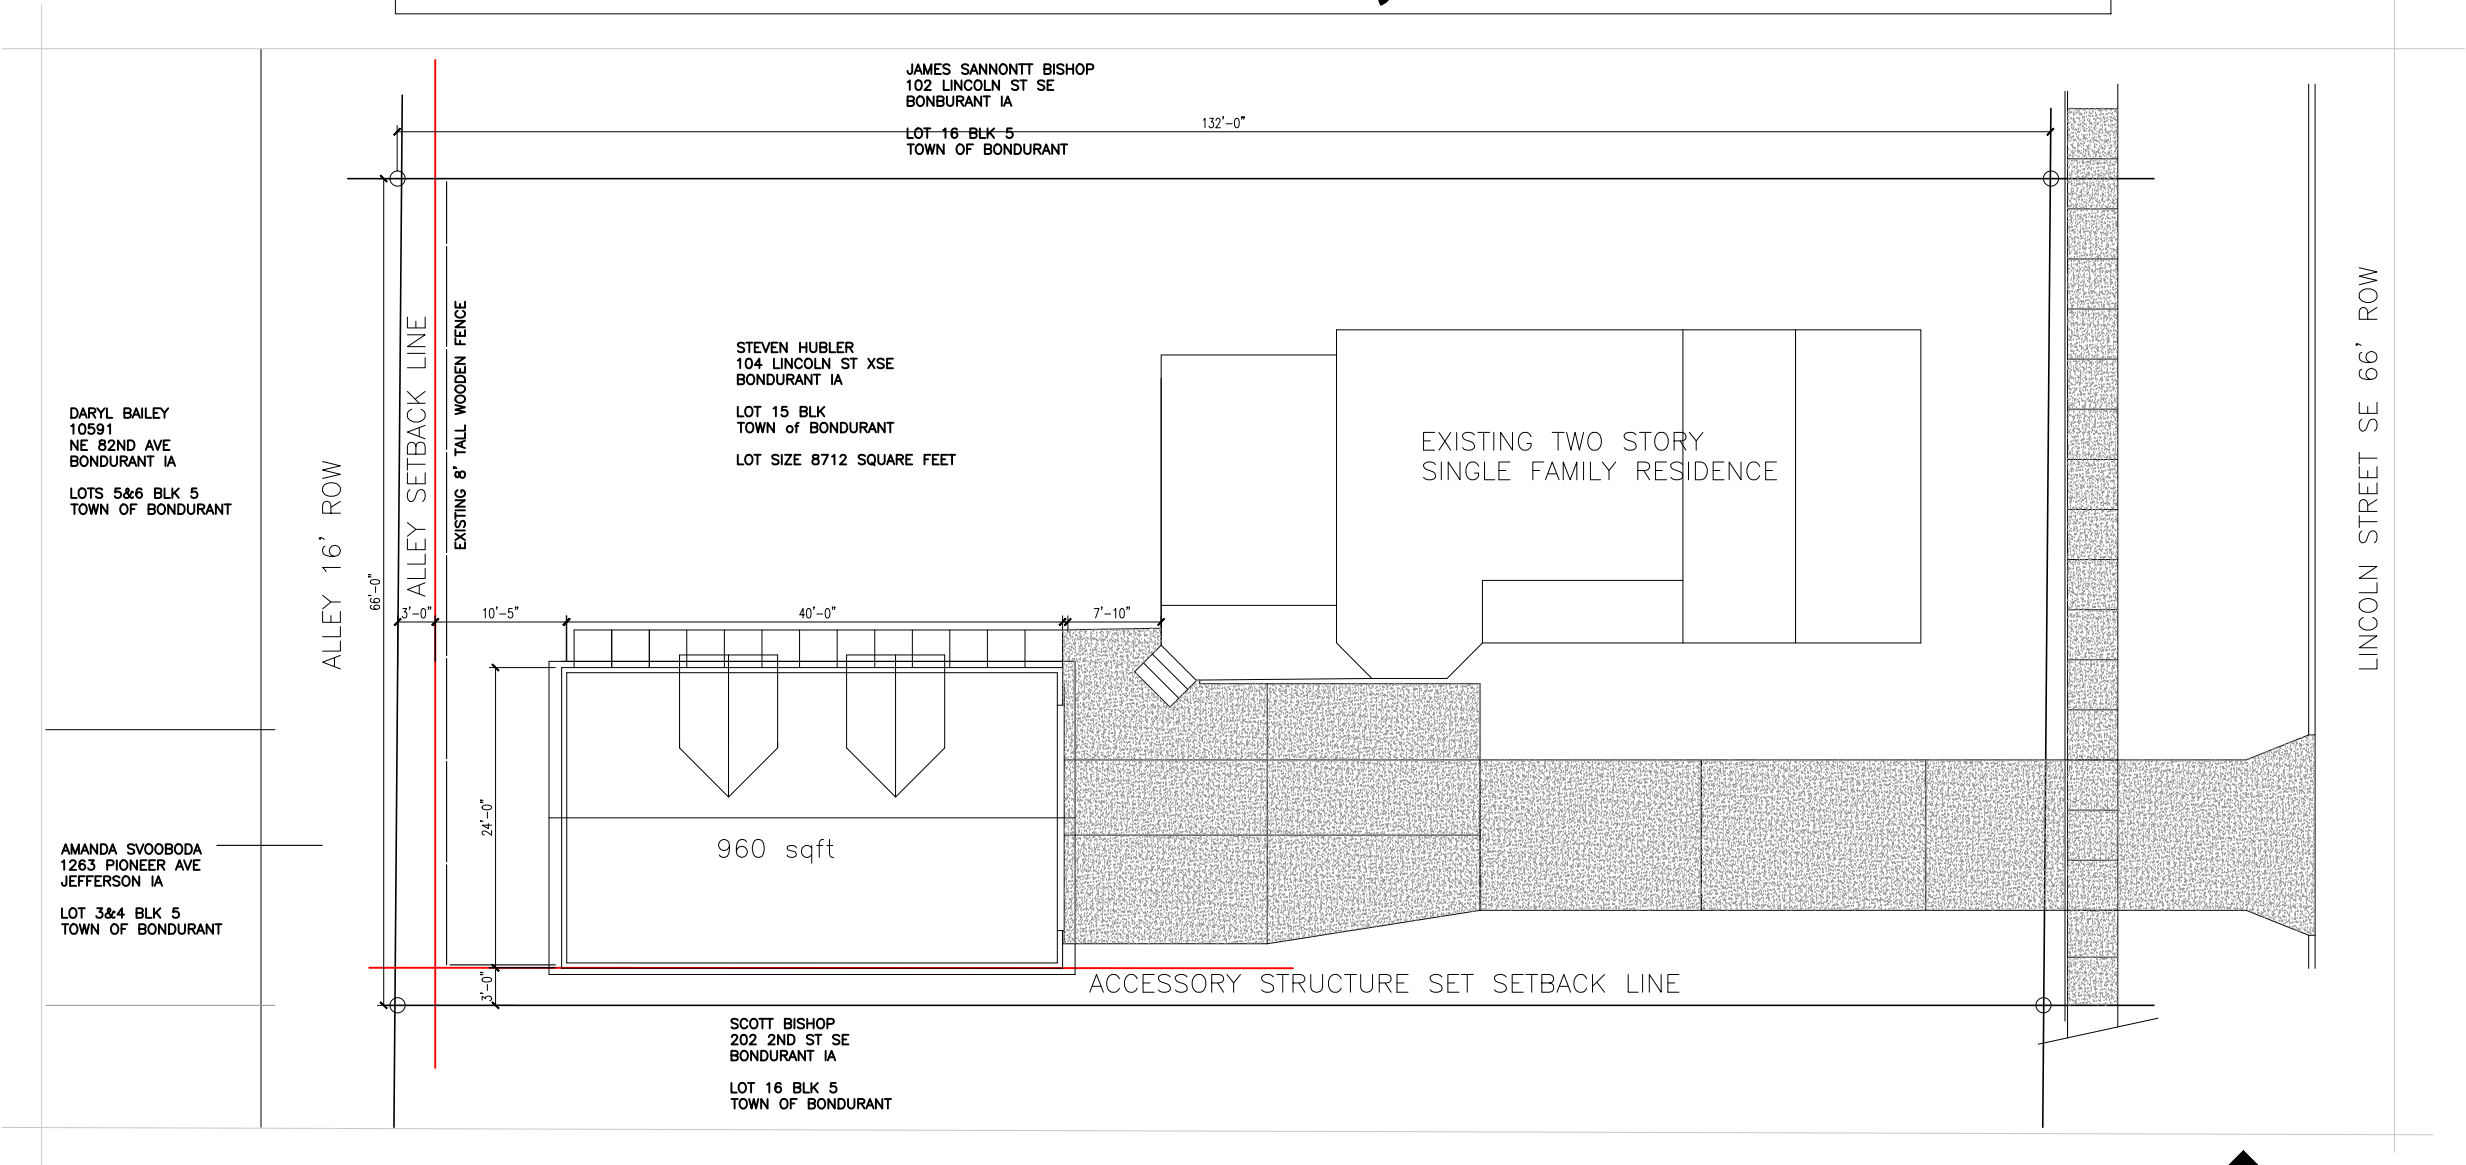 JAMES SANNONTT BISHOP
102 LINCOLN ST SE
BONBURANT IA
LOT 16 BLK 5
TOWN OF BONDURANT
132'-0"
STEVEN HUBLER
104 LINCOLN ST XSE
BONDURANT IA
LOT 15 BLK
TOWN of BONDURANT
LOT SIZE 8712 SQUARE FEET
DARYL BAILEY
10591
NE 82ND AVE
BONDURANT IA
LOTS 5&6 BLK 5
TOWN OF BONDURANT
ALLEY 16' ROW
66'-0"
ALLEY SETBACK LINE
EXISTING 8' TALL WOODEN FENCE
EXISTING TWO STORY
SINGLE FAMILY RESIDENCE
LINCOLN STREET SE 66' ROW
3'-0"
10'-5"
40'-0"
7'-10"
24'-0"
960 sqft
AMANDA SVOOBODA
1263 PIONEER AVE
JEFFERSON IA
LOT 3&4 BLK 5
TOWN OF BONDURANT
3'-0"
ACCESSORY STRUCTURE SET SETBACK LINE
SCOTT BISHOP
202 2ND ST SE
BONDURANT IA
LOT 16 BLK 5
TOWN OF BONDURANT